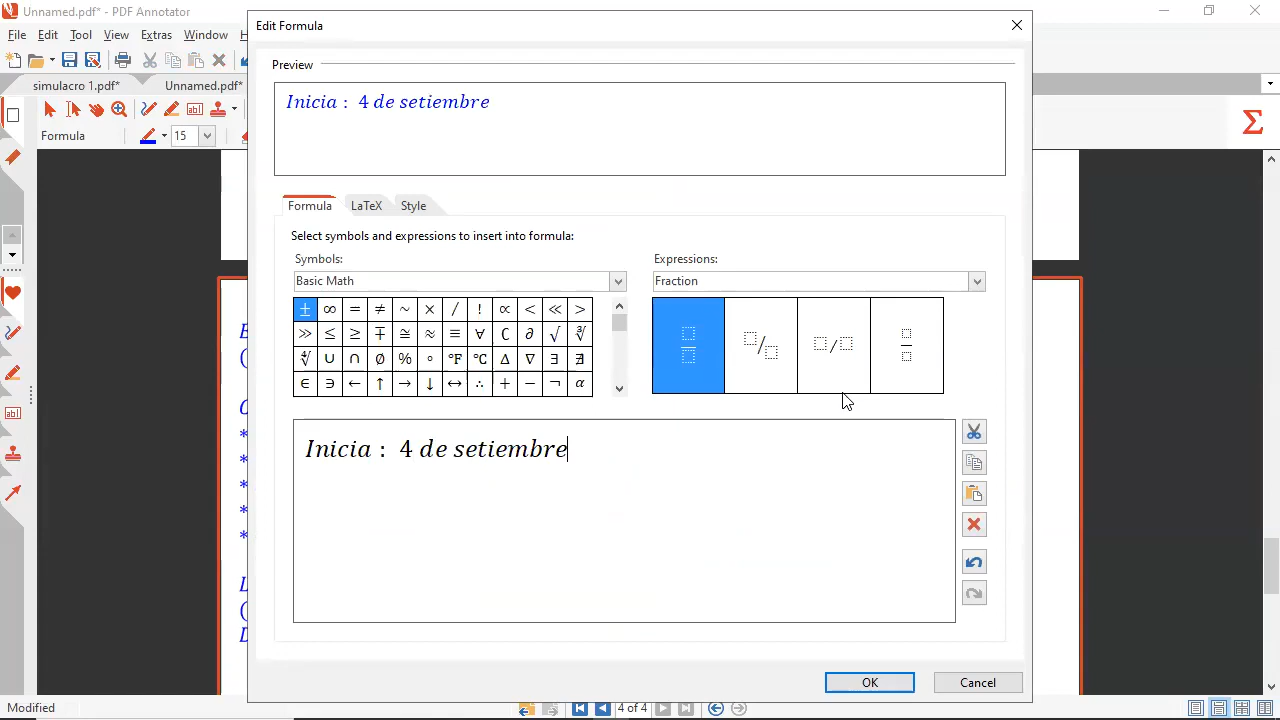 Unnamed.pdf* - PDF Annotator
File Edit Tool View Extras Window H
simulacro 1.pdf* Unnamed.pdf*
Formula 15
Σ
Edit Formula
Preview
Inicia : 4 de setiembre
Formula LaTeX Style
Select symbols and expressions to insert into formula:
Symbols: Expressions:
Basic Math Fraction
± ∞ = ≠ ~ × / ! ∝ < ≪ >
≫ ≤ ≥ ∓ ≅ ≈ ≡ ∀ ∁ ∂ √ ∛
∜ ∪ ∩ ∅ % ° °F °C ∆ ∇ ∃ ∄
∈ ∋ ← ↑ → ↓ ↔ ∴ + − ¬ α
Inicia : 4 de setiembre
E
(
*
*
*
*
*
(
D
OK Cancel
Modified 4 of 4